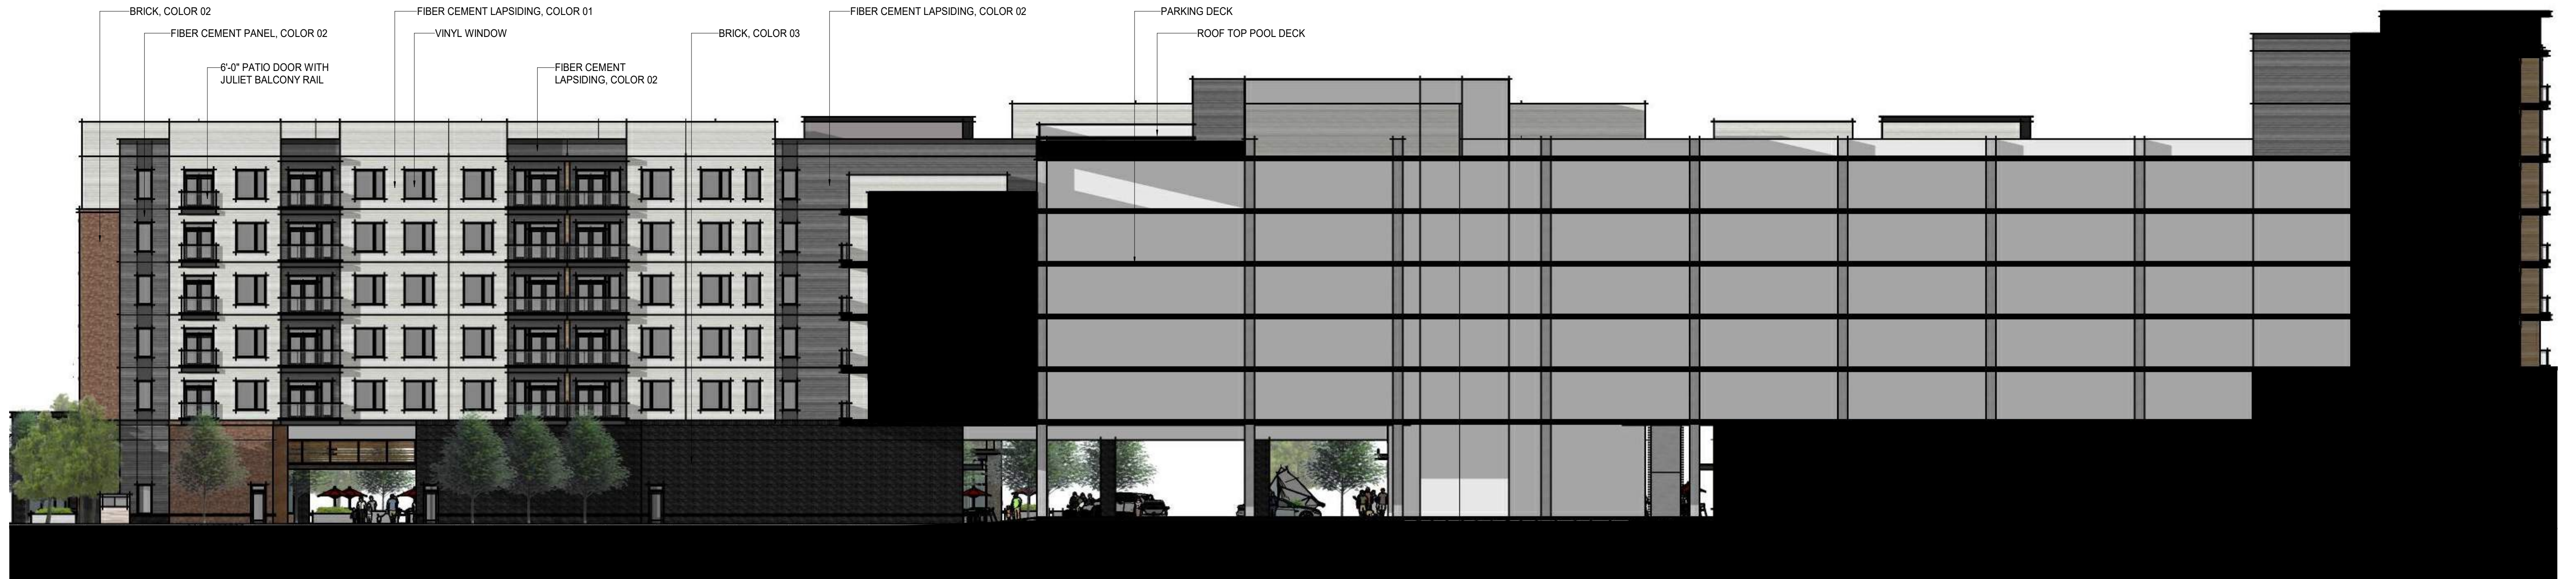 BRICK, COLOR 02
FIBER CEMENT LAPSIDING, COLOR 01
FIBER CEMENT LAPSIDING, COLOR 02
PARKING DECK
FIBER CEMENT PANEL, COLOR 02
VINYL WINDOW
BRICK, COLOR 03
ROOF TOP POOL DECK
6'-0" PATIO DOOR WITH
JULIET BALCONY RAIL
FIBER CEMENT
LAPSIDING, COLOR 02